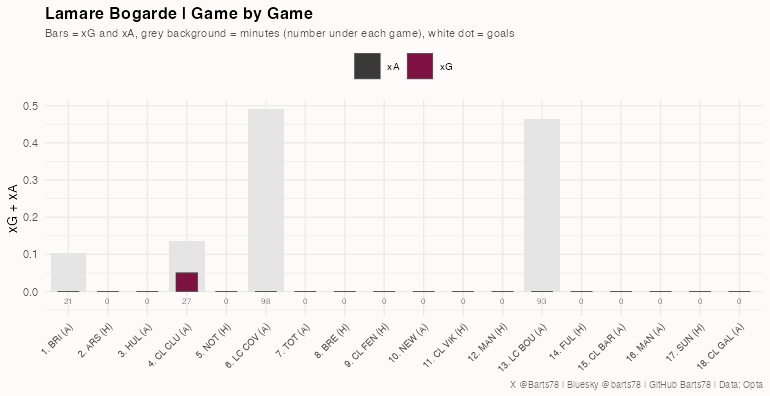 Lamare Bogarde | Game by Game
Bars = xG and xA, grey background = minutes (number under each game), white dot = goals
xA xG
xG + xA
0.5
0.4
0.3
0.2
0.1
0.0
21 0 0 27 0 98 0 0 0 0 0 0 93 0 0 0 0 0
1. BRI (A)
2. ARS (H)
3. HUL (A)
4. CL CLU (A)
5. NOT (H)
6. LC COV (A)
7. TOT (A)
8. BRE (H)
9. CL FEN (H)
10. NEW (A)
11. CL VIK (H)
12. MAN (H)
13. LC BOU (A)
14. FUL (H)
15. CL BAR (A)
16. MAN (A)
17. SUN (H)
18. CL GAL (A)
X @Barts78 | Bluesky @barts78 | GitHub Barts78 | Data: Opta